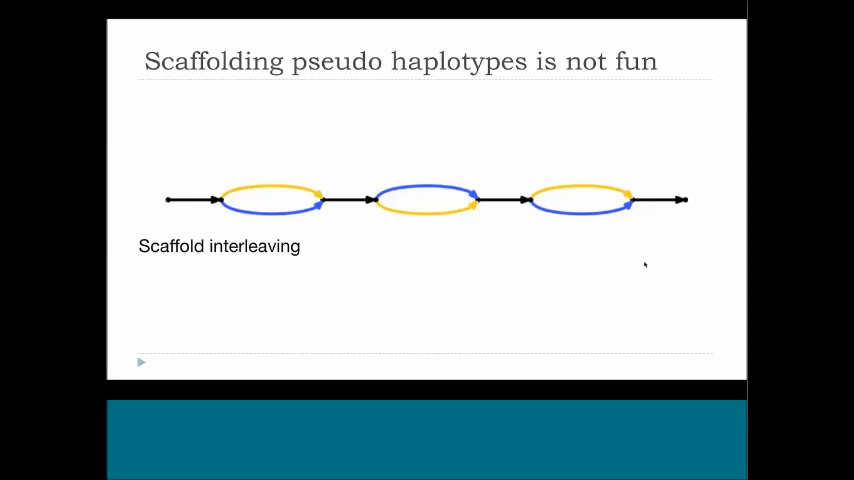 Scaffolding pseudo haplotypes is not fun
Scaffold interleaving